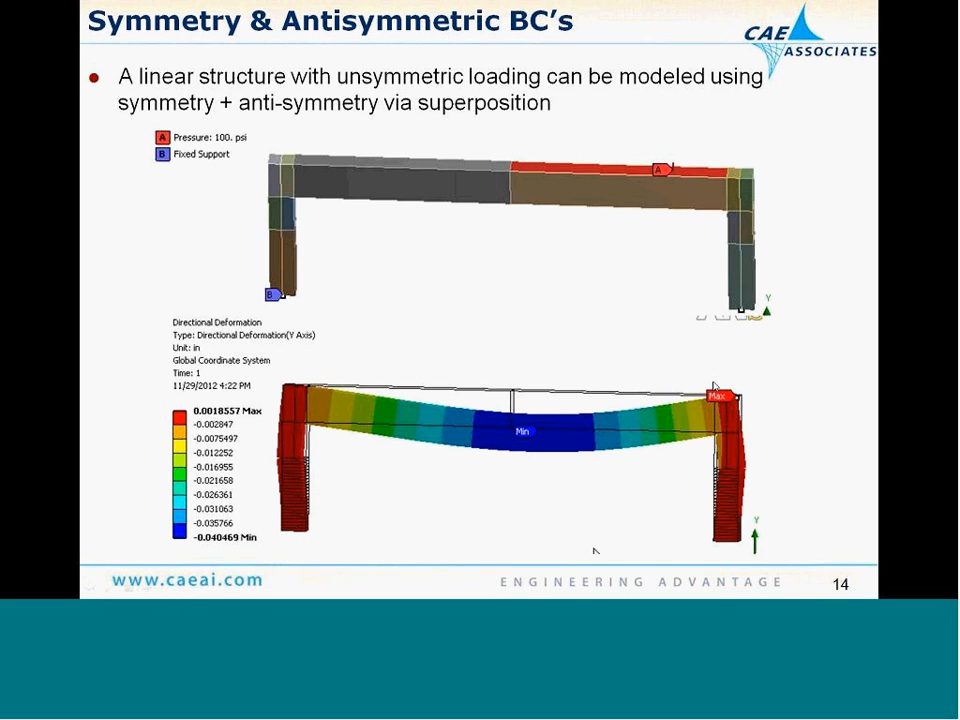 Symmetry & Antisymmetric BC's
CAE
ASSOCIATES
● A linear structure with unsymmetric loading can be modeled using
symmetry + anti-symmetry via superposition
A Pressure: 100. psi
B Fixed Support
A
B
Y
Directional Deformation
Type: Directional Deformation(Y Axis)
Unit: in
Global Coordinate System
Time: 1
11/29/2012 4:22 PM
0.0018557 Max
-0.002847
-0.0075497
-0.012252
-0.016955
-0.021658
-0.026361
-0.031063
-0.035766
-0.040469 Min
Max
Min
Y
www.caeai.com
ENGINEERING ADVANTAGE
14